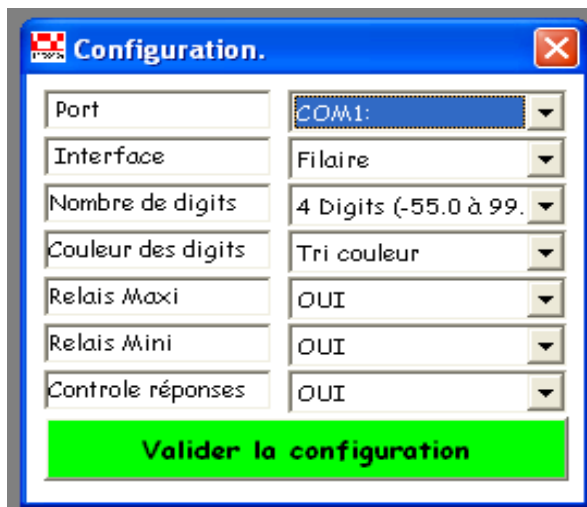 Configuration.
Port COM1:
Interface Filaire
Nombre de digits 4 Digits (-55.0 à 99.
Couleur des digits Tri couleur
Relais Maxi OUI
Relais Mini OUI
Controle réponses OUI
Valider la configuration